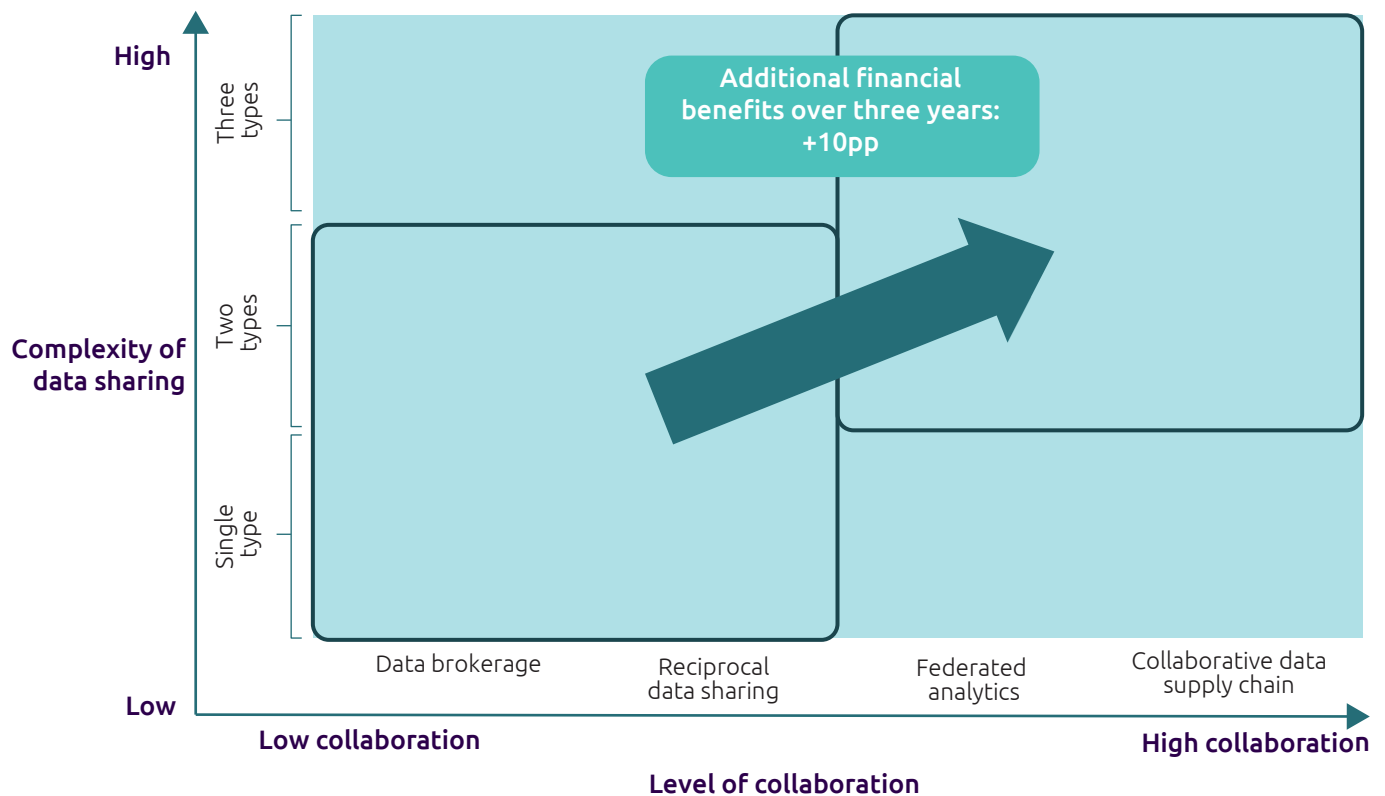 High
Three
types
Additional financial
benefits over three years:
+10pp
Two
types
Complexity of
data sharing
Single
type
Data brokerage
Reciprocal
data sharing
Federated
analytics
Collaborative data
supply chain
Low
Low collaboration
High collaboration
Level of collaboration